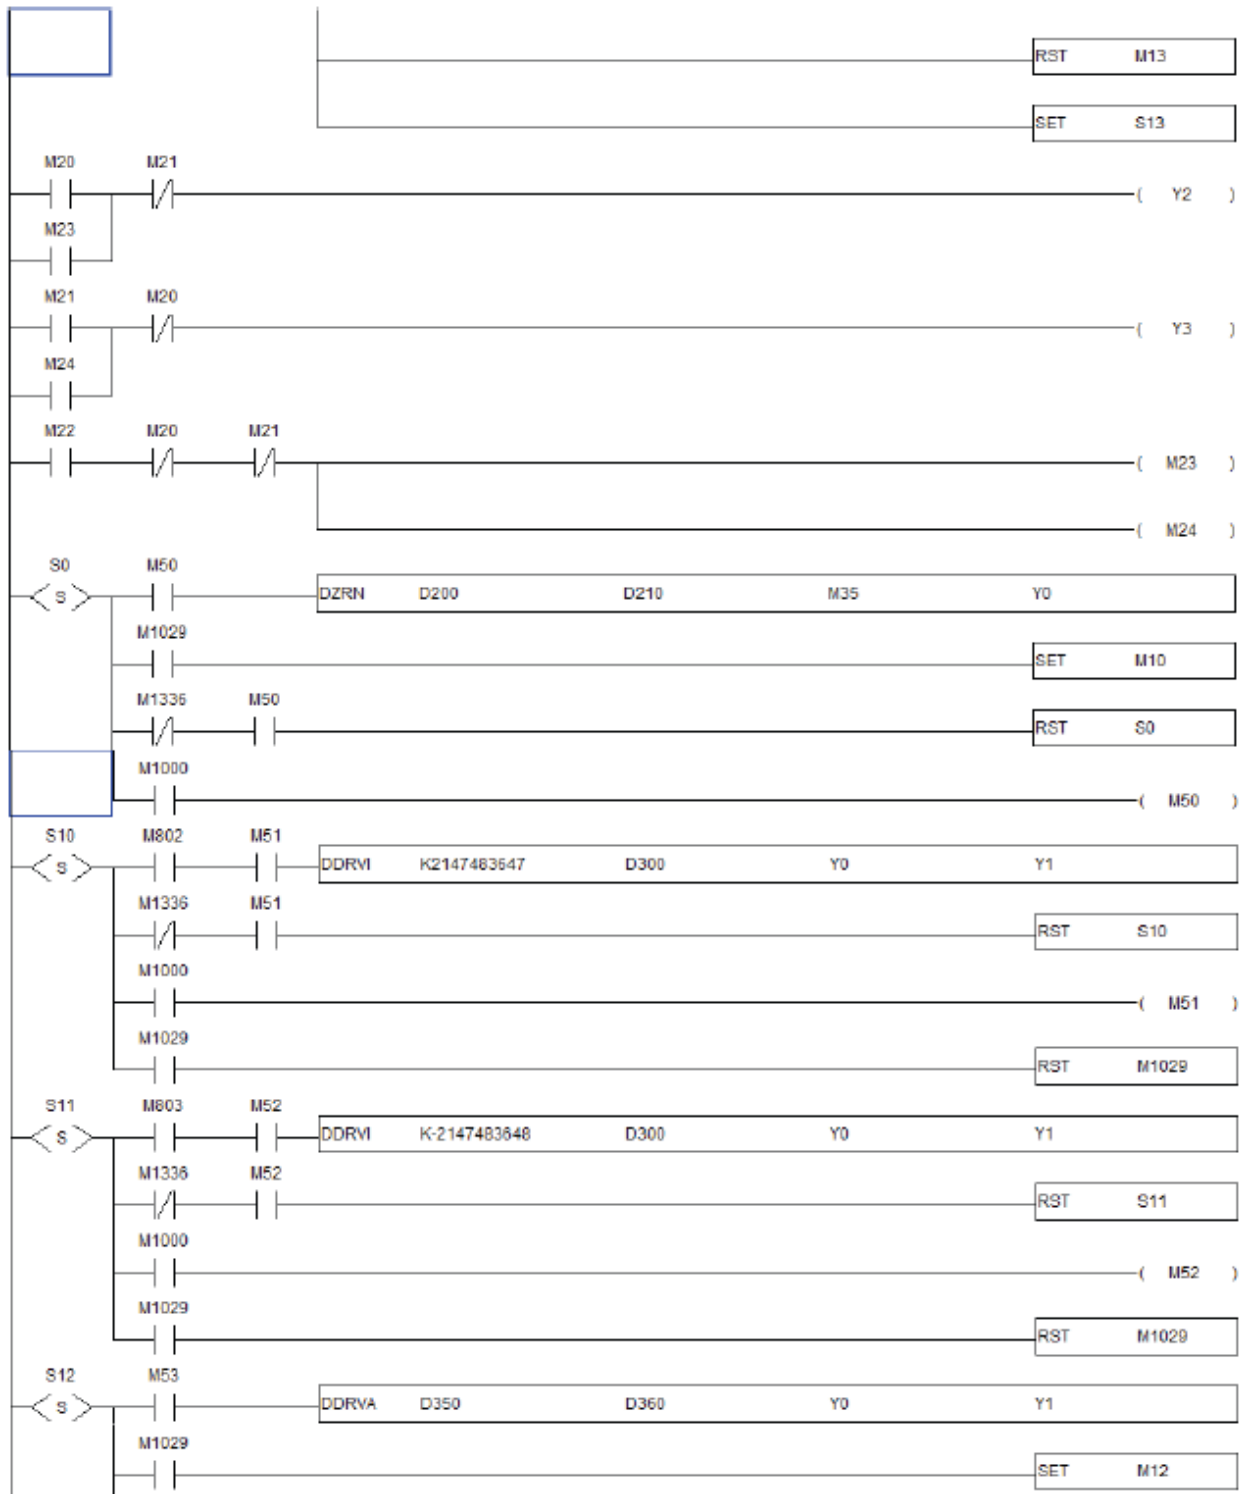 RST M13
SET S13
M20 M21
( Y2 )
M23
M21 M20
( Y3 )
M24
M22 M20 M21
( M23 )
( M24 )
S0 M50
S DZRN D200 D210 M35 Y0
M1029
SET M10
M1336 M50
RST S0
M1000
( M50 )
S10 M802 M51
S DDRVI K2147483647 D300 Y0 Y1
M1336 M51
RST S10
M1000
( M51 )
M1029
RST M1029
S11 M803 M52
S DDRVI K-2147483648 D300 Y0 Y1
M1336 M52
RST S11
M1000
( M52 )
M1029
RST M1029
S12 M53
S DDRVA D350 D360 Y0 Y1
M1029
SET M12